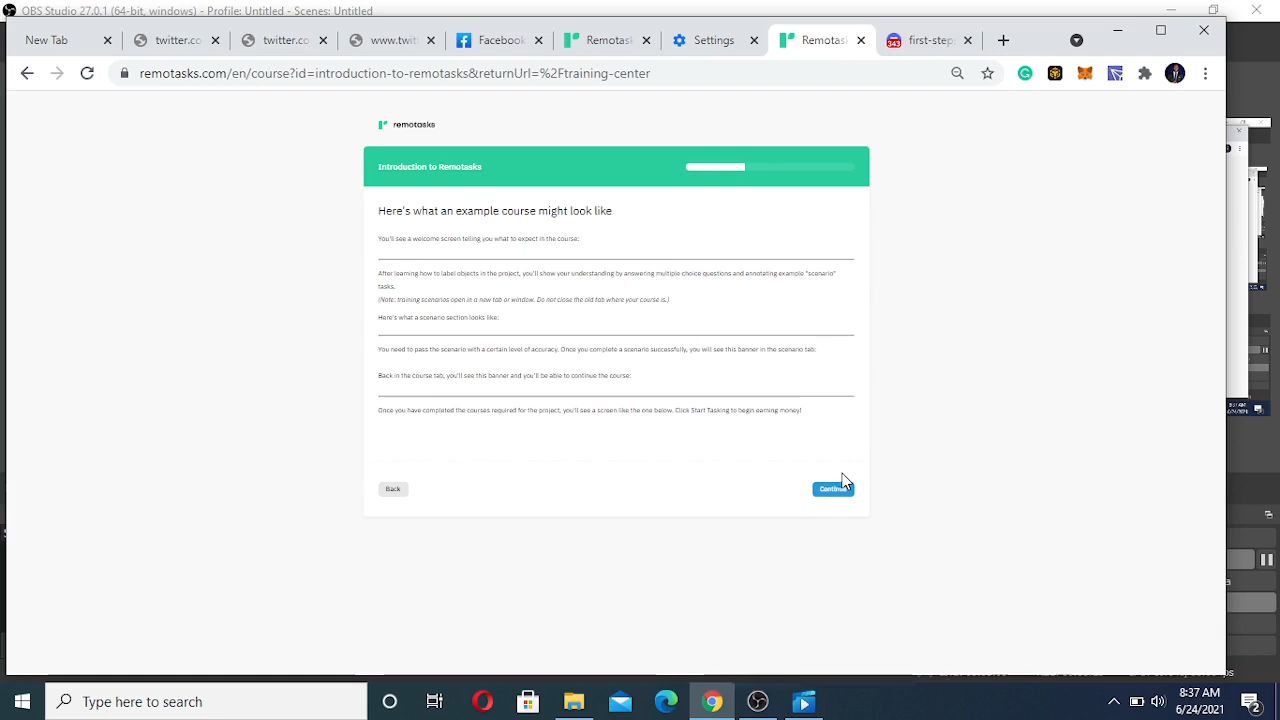 OBS Studio 27.0.1 (64-bit, windows) - Profile: Untitled - Scenes: Untitled
New Tab
twitter.co
twitter.co
www.twit
Facebook
Remotask
Settings
Remotas
first-step
remotasks.com/en/course?id=introduction-to-remotasks&returnUrl=%2Ftraining-center
remotasks
Introduction to Remotasks
Here's what an example course might look like
You'll see a welcome screen telling you what to expect in the course:
After learning how to label objects in the project, you'll show your understanding by answering multiple choice questions and annotating example "scenario"
tasks.
(Note: training scenarios open in a new tab or window. Do not close the old tab where your course is.)
Here's what a scenario section looks like:
You need to pass the scenario with a certain level of accuracy. Once you complete a scenario successfully, you will see this banner in the scenario tab:
Back in the course tab, you'll see this banner and you'll be able to continue the course:
Once you have completed the courses required for the project, you'll see a screen like the one below. Click Start Tasking to begin earning money!
Back
Continue
Type here to search
8:37 AM
6/24/2021
2